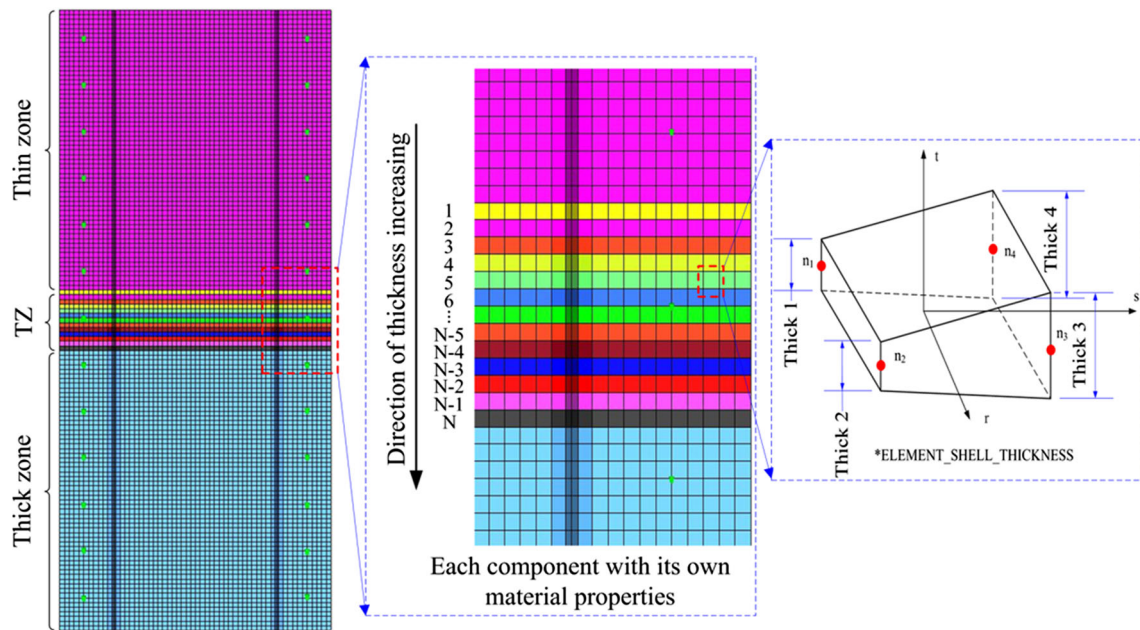 Thin zone
TZ
Thick zone
Direction of thickness increasing
1
2
3
4
5
6
...
N-5
N-4
N-3
N-2
N-1
N
Each component with its own
material properties
t
s
r
n1
n2
n3
n4
Thick 1
Thick 2
Thick 3
Thick 4
*ELEMENT_SHELL_THICKNESS